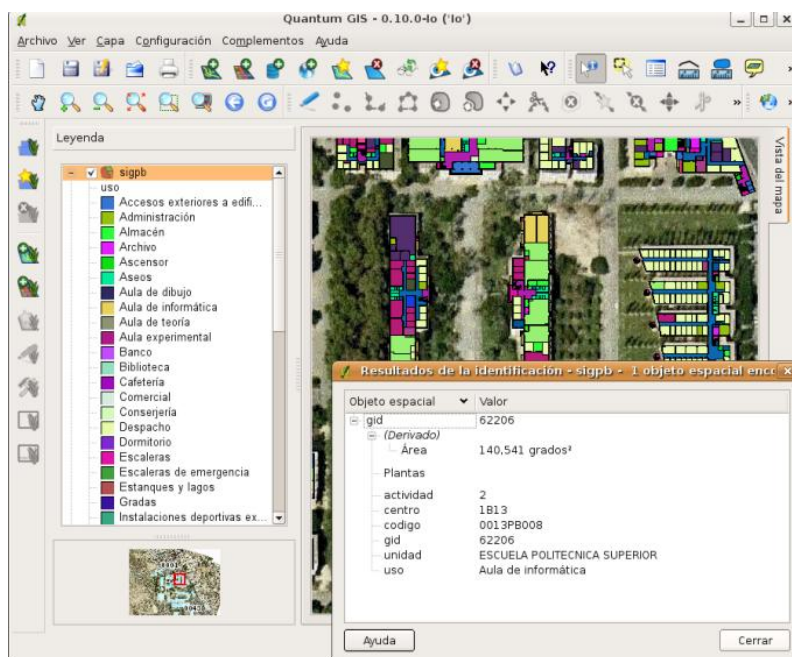 Quantum GIS - 0.10.0-Io ('Io')
Archivo Ver Capa Configuración Complementos Ayuda
Leyenda
sigpb
uso
Accesos exteriores a edifi...
Administración
Almacén
Archivo
Ascensor
Aseos
Aula de dibujo
Aula de informática
Aula de teoría
Aula experimental
Banco
Biblioteca
Cafetería
Comercial
Conserjería
Despacho
Dormitorio
Escaleras
Escaleras de emergencia
Estanques y lagos
Gradas
Instalaciones deportivas ex...
Vista del mapa
Resultados de la identificación - sigpb - 1 objeto espacial enc
Objeto espacial Valor
gid 62206
(Derivado)
Área 140,541 grados²
Plantas
actividad 2
centro 1B13
codigo 0013PB008
gid 62206
unidad ESCUELA POLITECNICA SUPERIOR
uso Aula de informática
Ayuda Cerrar